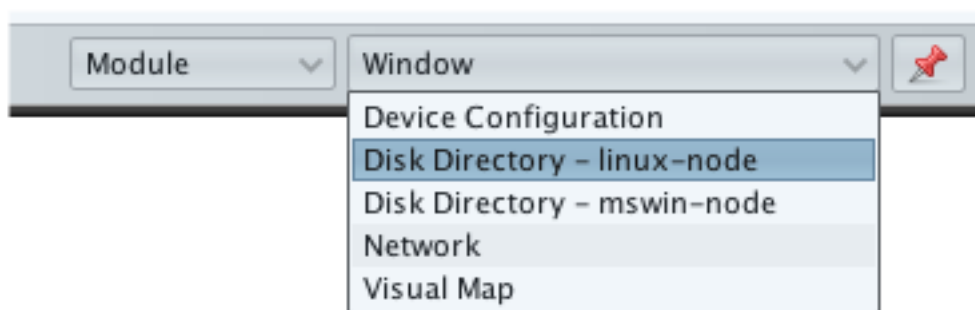 Module Window
Device Configuration
Disk Directory – linux–node
Disk Directory – mswin–node
Network
Visual Map